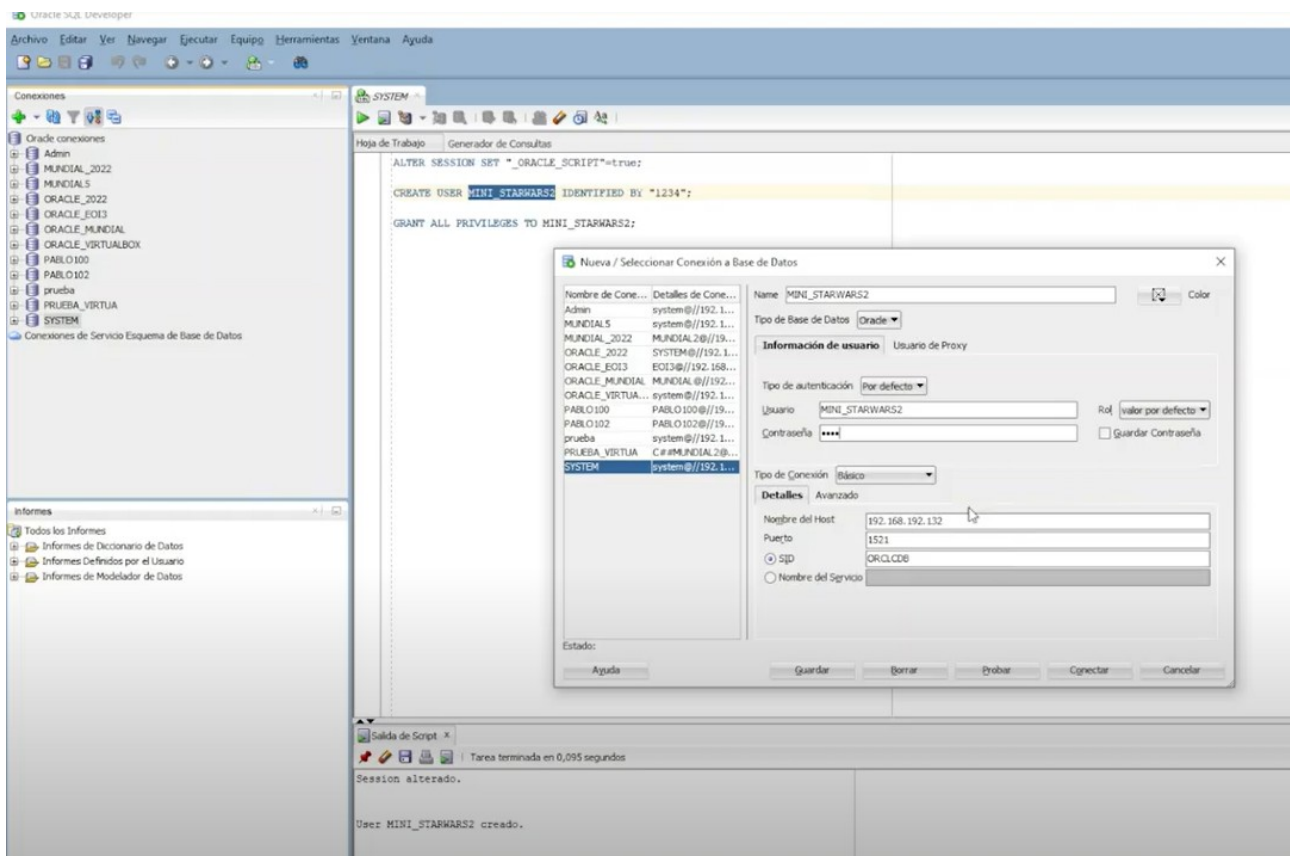 Oracle SQL Developer
Archivo Editar Ver Navegar Ejecutar Equipo Herramientas Ventana Ayuda
Conexiones
Oracle conexiones
Admin
MUNDIAL_2022
MUNDIAL5
ORACLE_2022
ORACLE_EOI3
ORACLE_MUNDIAL
ORACLE_VIRTUALBOX
PABLO100
PABLO102
prueba
PRUEBA_VIRTUA
SYSTEM
Conexiones de Servicio Esquema de Base de Datos
Informes
Todos los Informes
Informes de Diccionario de Datos
Informes Definidos por el Usuario
Informes de Modelador de Datos
SYSTEM
Hoja de Trabajo Generador de Consultas
ALTER SESSION SET "_ORACLE_SCRIPT"=true;
CREATE USER MINI_STARWARS2 IDENTIFIED BY "1234";
GRANT ALL PRIVILEGES TO MINI_STARWARS2;
Nueva / Seleccionar Conexión a Base de Datos
Nombre de Cone... Detalles de Cone...
Admin system@//192.1...
MUNDIAL5 system@//192.1...
MUNDIAL_2022 MUNDIAL2@//19...
ORACLE_2022 SYSTEM@//192.1...
ORACLE_EOI3 EOI3@//192.168...
ORACLE_MUNDIAL MUNDIAL@//192...
ORACLE_VIRTUA... system@//192.1...
PABLO100 PABLO100@//19...
PABLO102 PABLO102@//19...
prueba system@//192.1...
PRUEBA_VIRTUA C##MUNDIAL2@...
SYSTEM system@//192.1...
Name MINI_STARWARS2 Color
Tipo de Base de Datos Oracle
Información de usuario Usuario de Proxy
Tipo de autenticación Por defecto
Usuario MINI_STARWARS2 Rol valor por defecto
Contraseña •••• Guardar Contraseña
Tipo de Conexión Básico
Detalles Avanzado
Nombre del Host 192.168.192.132
Puerto 1521
SID ORCLCDB
Nombre del Servicio
Estado:
Ayuda Guardar Borrar Probar Conectar Cancelar
Salida de Script
Tarea terminada en 0,095 segundos
Session alterado.
User MINI_STARWARS2 creado.